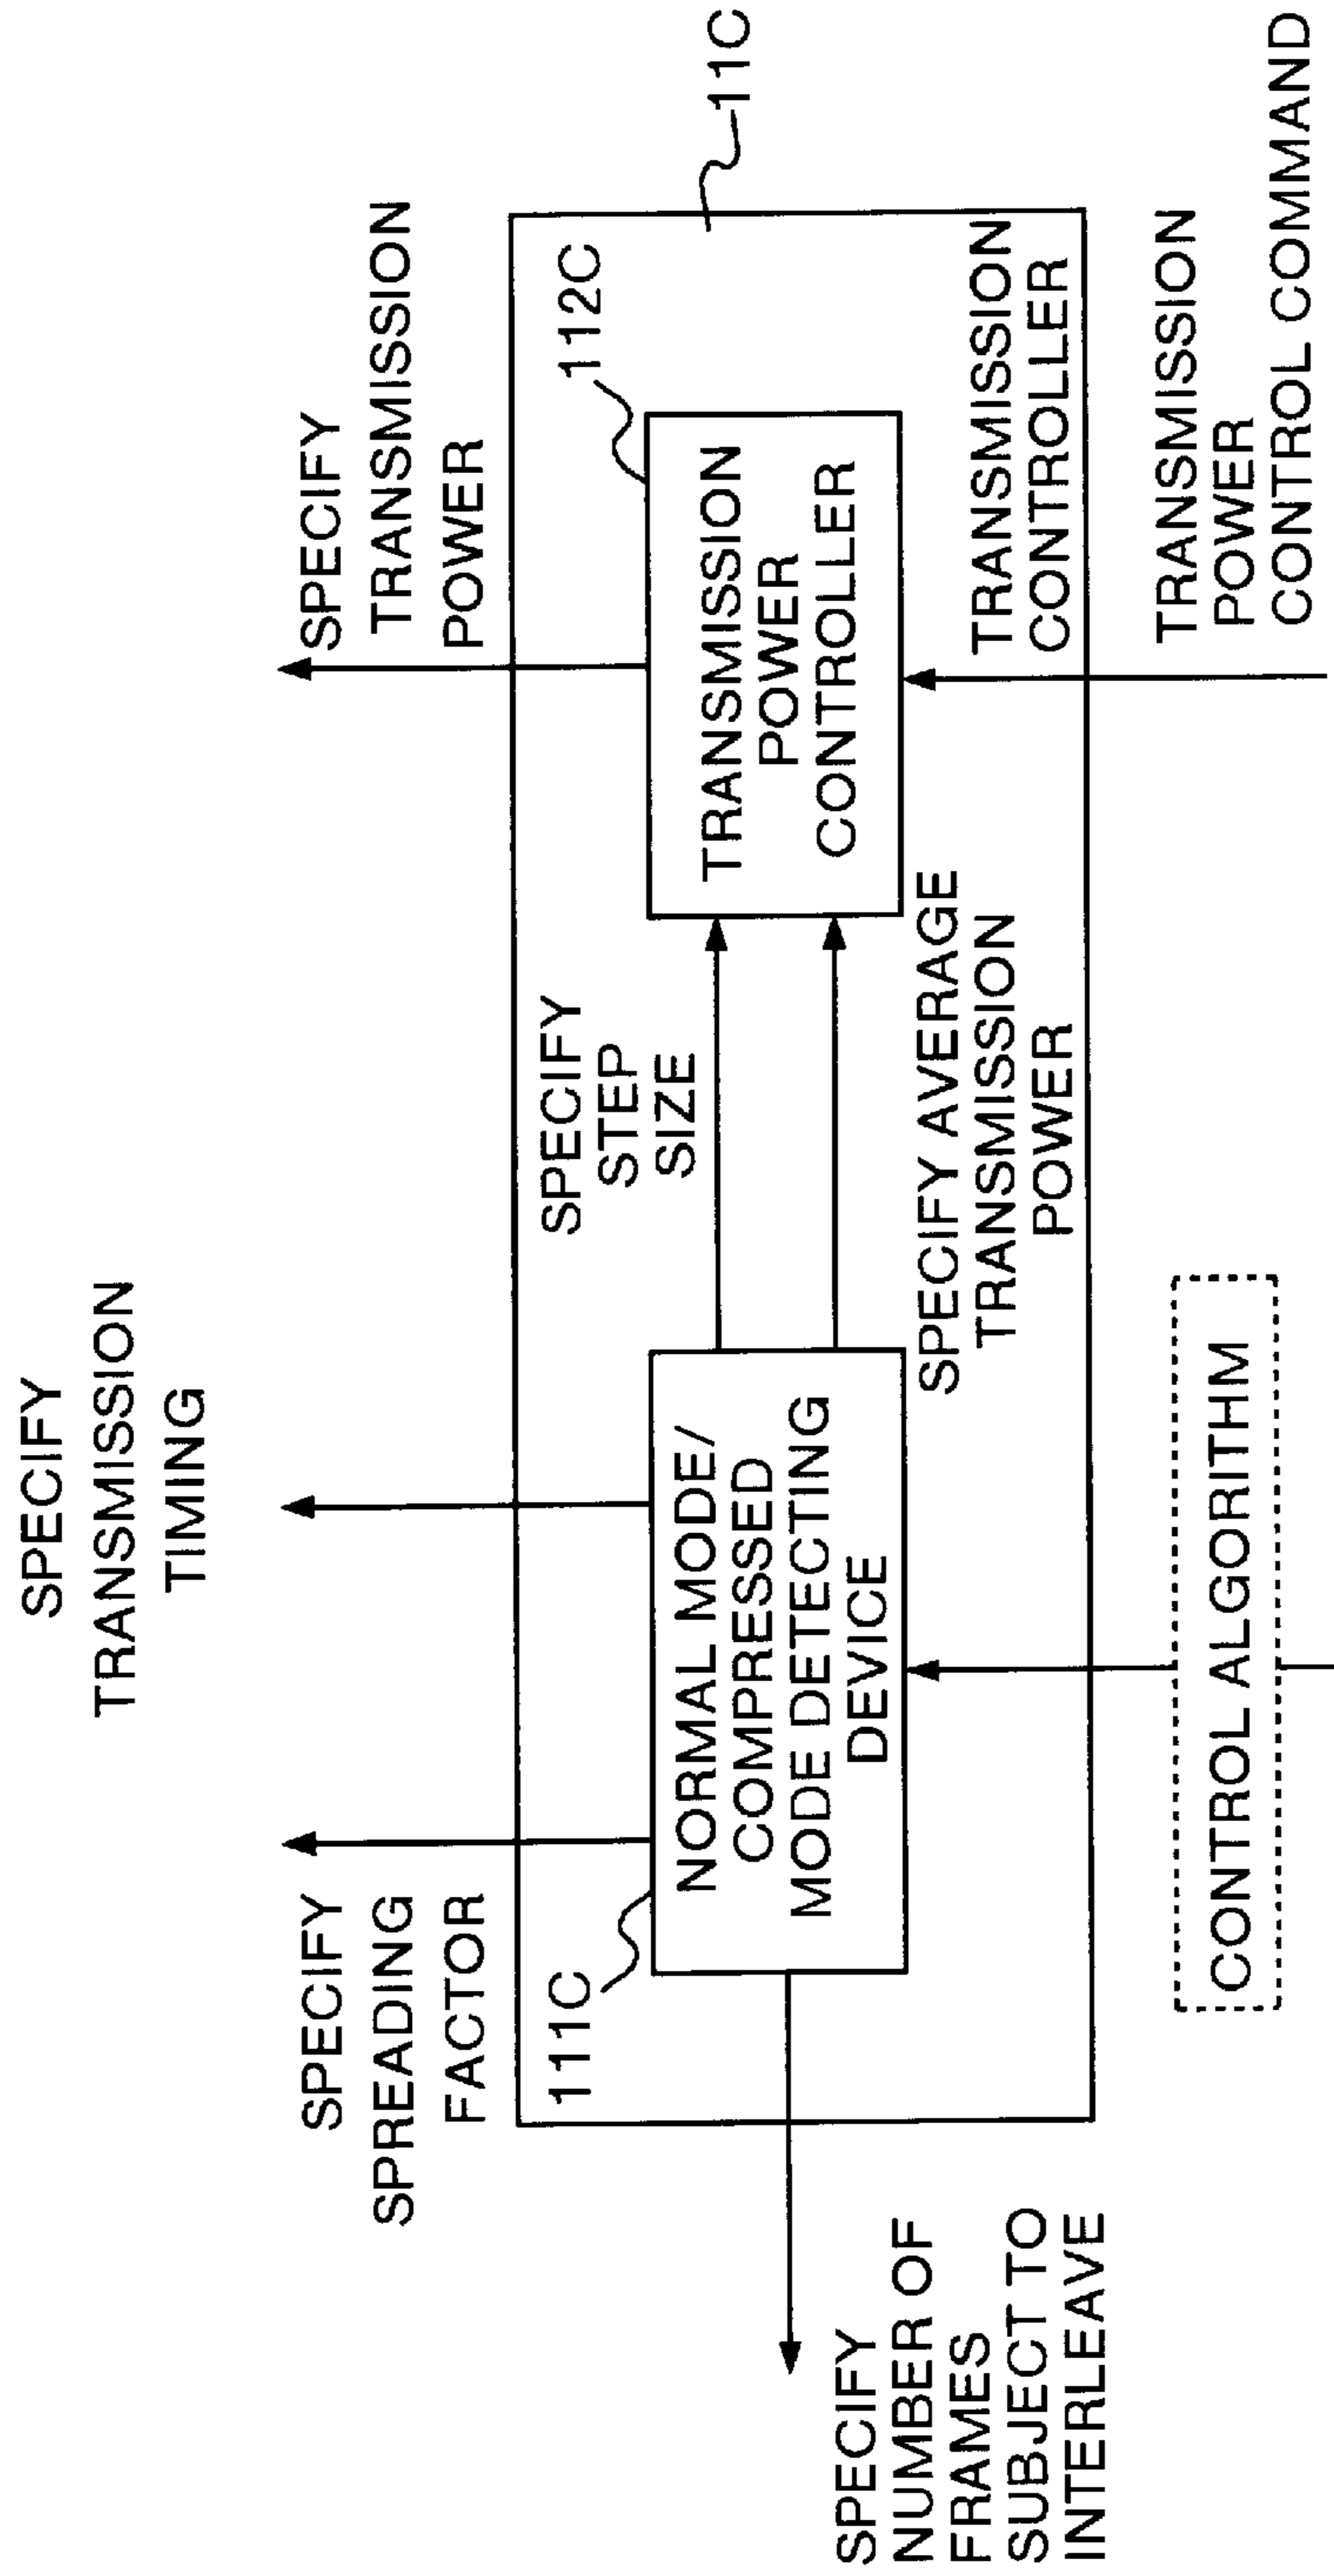 SPECIFY
TRANSMISSION
TIMING
SPECIFY
SPREADING
FACTOR
SPECIFY
TRANSMISSION
POWER
111C
112C
11C
SPECIFY
STEP
SIZE
NORMAL MODE/
COMPRESSED
MODE DETECTING
DEVICE
TRANSMISSION
POWER
CONTROLLER
SPECIFY
NUMBER OF
FRAMES
SUBJECT TO
INTERLEAVE
SPECIFY AVERAGE
TRANSMISSION
POWER
TRANSMISSION
CONTROLLER
CONTROL ALGORITHM
TRANSMISSION
POWER
CONTROL COMMAND